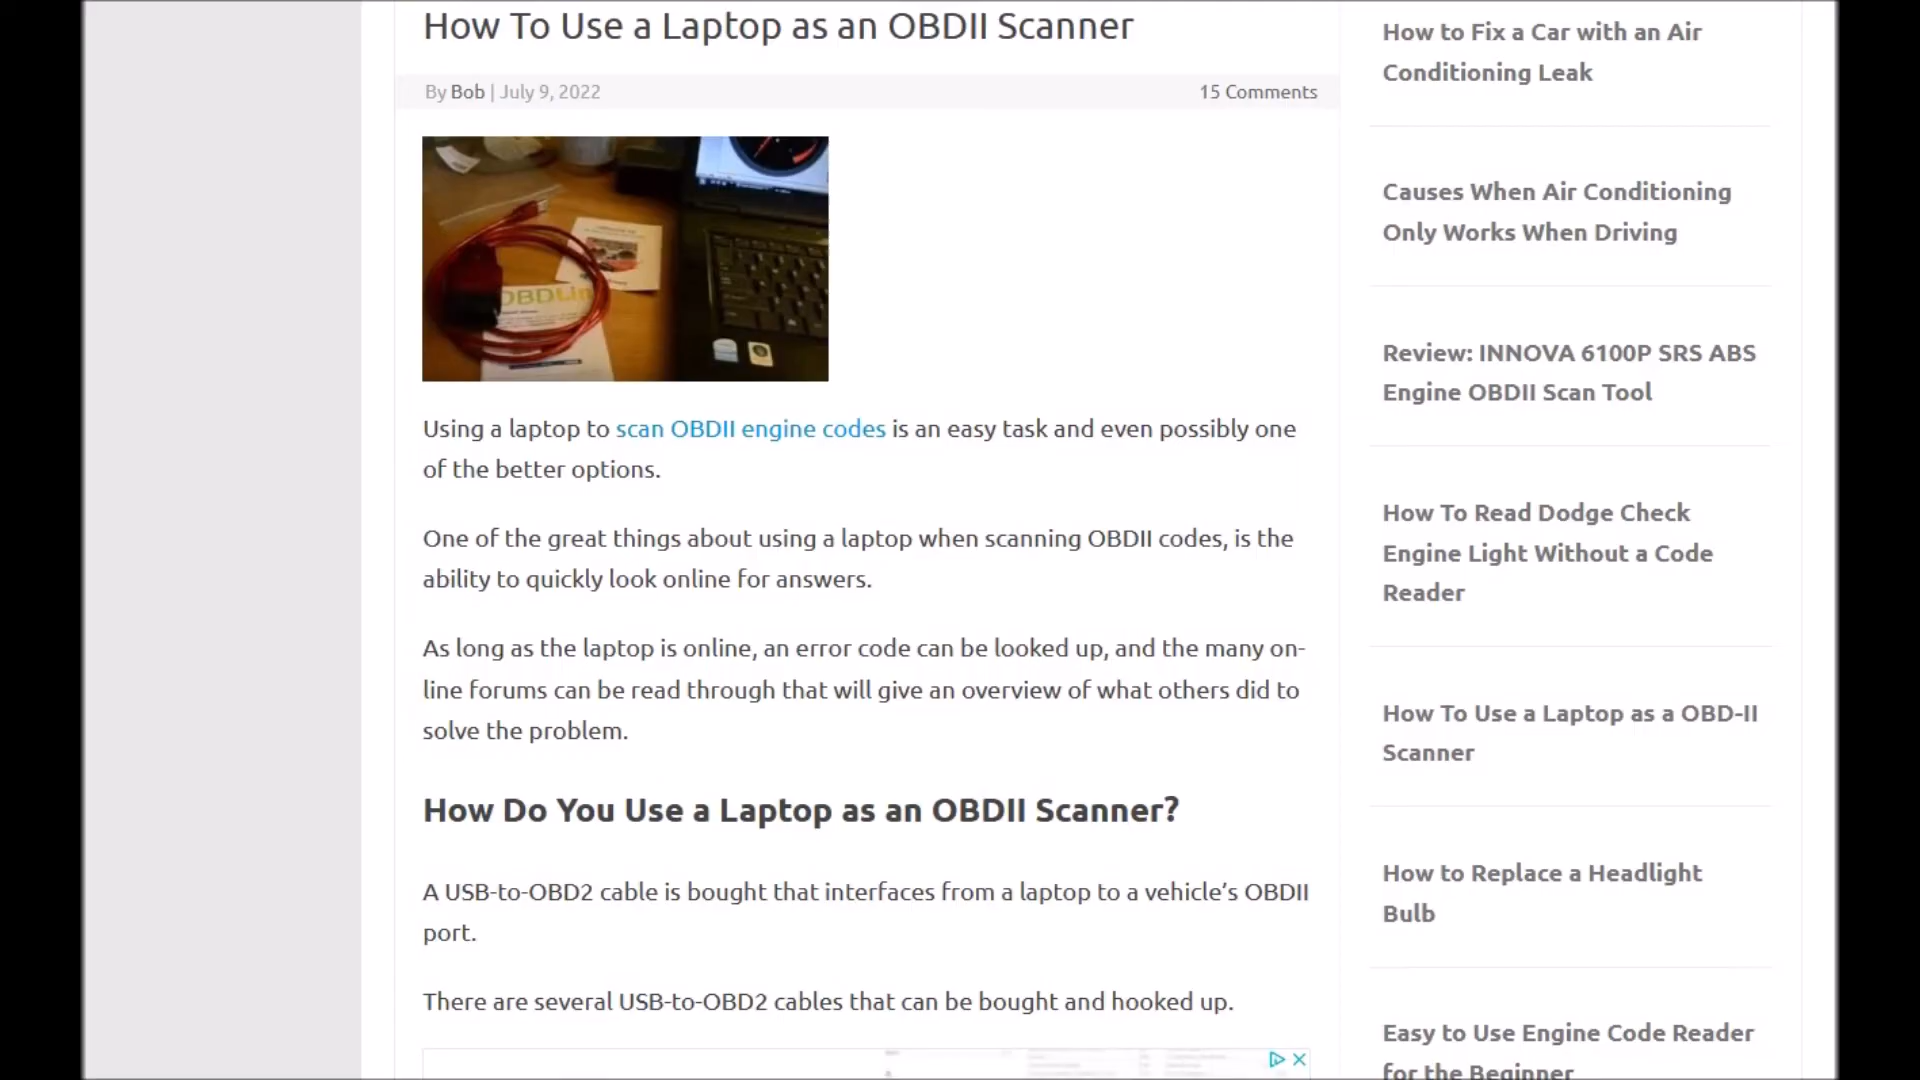 How To Use a Laptop as an OBDII Scanner
By Bob | July 9, 2022
15 Comments
OBDLin
Using a laptop to scan OBDII engine codes is an easy task and even possibly one
of the better options.
One of the great things about using a laptop when scanning OBDII codes, is the
ability to quickly look online for answers.
As long as the laptop is online, an error code can be looked up, and the many on-
line forums can be read through that will give an overview of what others did to
solve the problem.
How Do You Use a Laptop as an OBDII Scanner?
A USB-to-OBD2 cable is bought that interfaces from a laptop to a vehicle’s OBDII
port.
There are several USB-to-OBD2 cables that can be bought and hooked up.
How to Fix a Car with an Air
Conditioning Leak
Causes When Air Conditioning
Only Works When Driving
Review: INNOVA 6100P SRS ABS
Engine OBDII Scan Tool
How To Read Dodge Check
Engine Light Without a Code
Reader
How To Use a Laptop as a OBD-II
Scanner
How to Replace a Headlight
Bulb
Easy to Use Engine Code Reader
for the Beginner